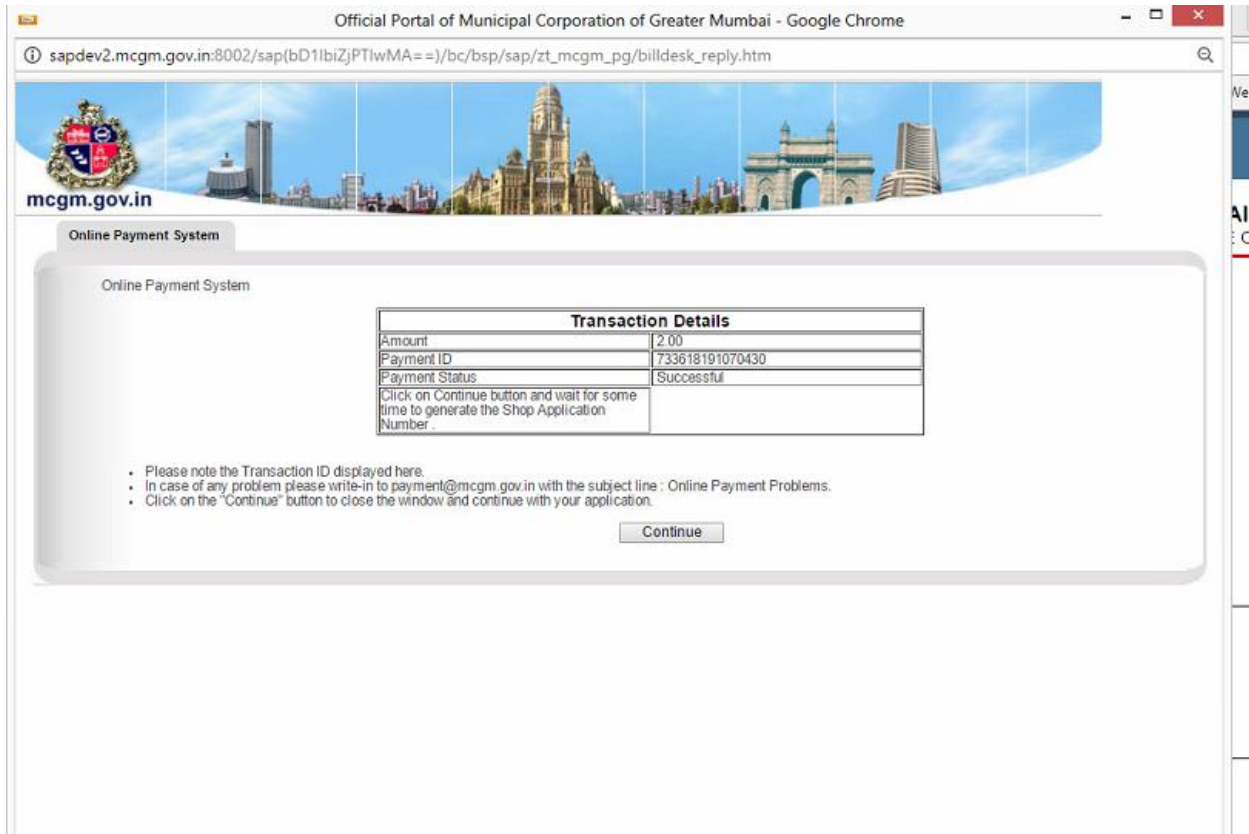 Official Portal of Municipal Corporation of Greater Mumbai - Google Chrome
sapdev2.mcgm.gov.in:8002/sap(bD1lbiZjPTIwMA==)/bc/bsp/sap/zt_mcgm_pg/billdesk_reply.htm
mcgm.gov.in
Online Payment System
Online Payment System
Transaction Details
Amount 2.00
Payment ID 733618191070430
Payment Status Successful
Click on Continue button and wait for some
time to generate the Shop Application
Number .
Please note the Transaction ID displayed here.
In case of any problem please write-in to payment@mcgm.gov.in with the subject line : Online Payment Problems.
Click on the "Continue" button to close the window and continue with your application.
Continue